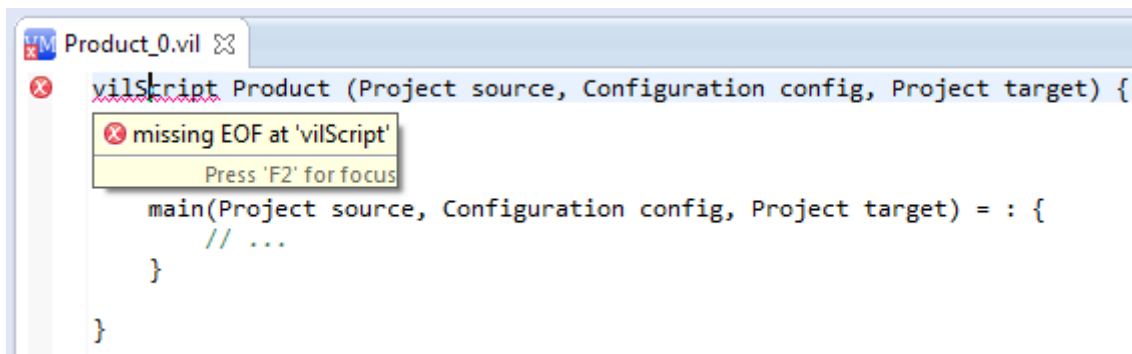 VM Product_0.vil
vilScript Product (Project source, Configuration config, Project target) {
missing EOF at 'vilScript'
Press 'F2' for focus
main(Project source, Configuration config, Project target) = : {
// ...
}
}